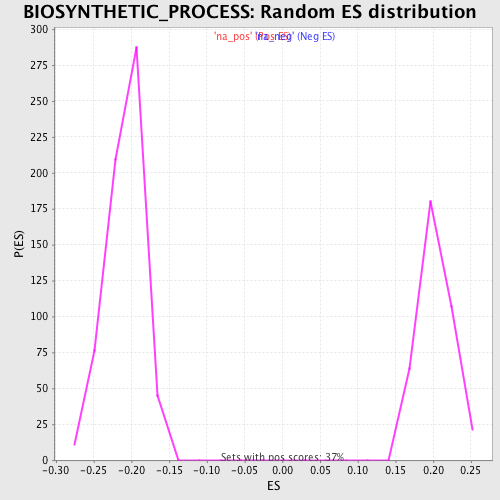 BIOSYNTHETIC_PROCESS: Random ES distribution
'na_pos' (Pos ES) 'na_neg' (Neg ES)
300
275
250
225
200
175
150
125
100
75
50
25
0
P(ES)
Sets with pos scores: 37%
-0.30 -0.25 -0.20 -0.15 -0.10 -0.05 0.00 0.05 0.10 0.15 0.20 0.25
ES